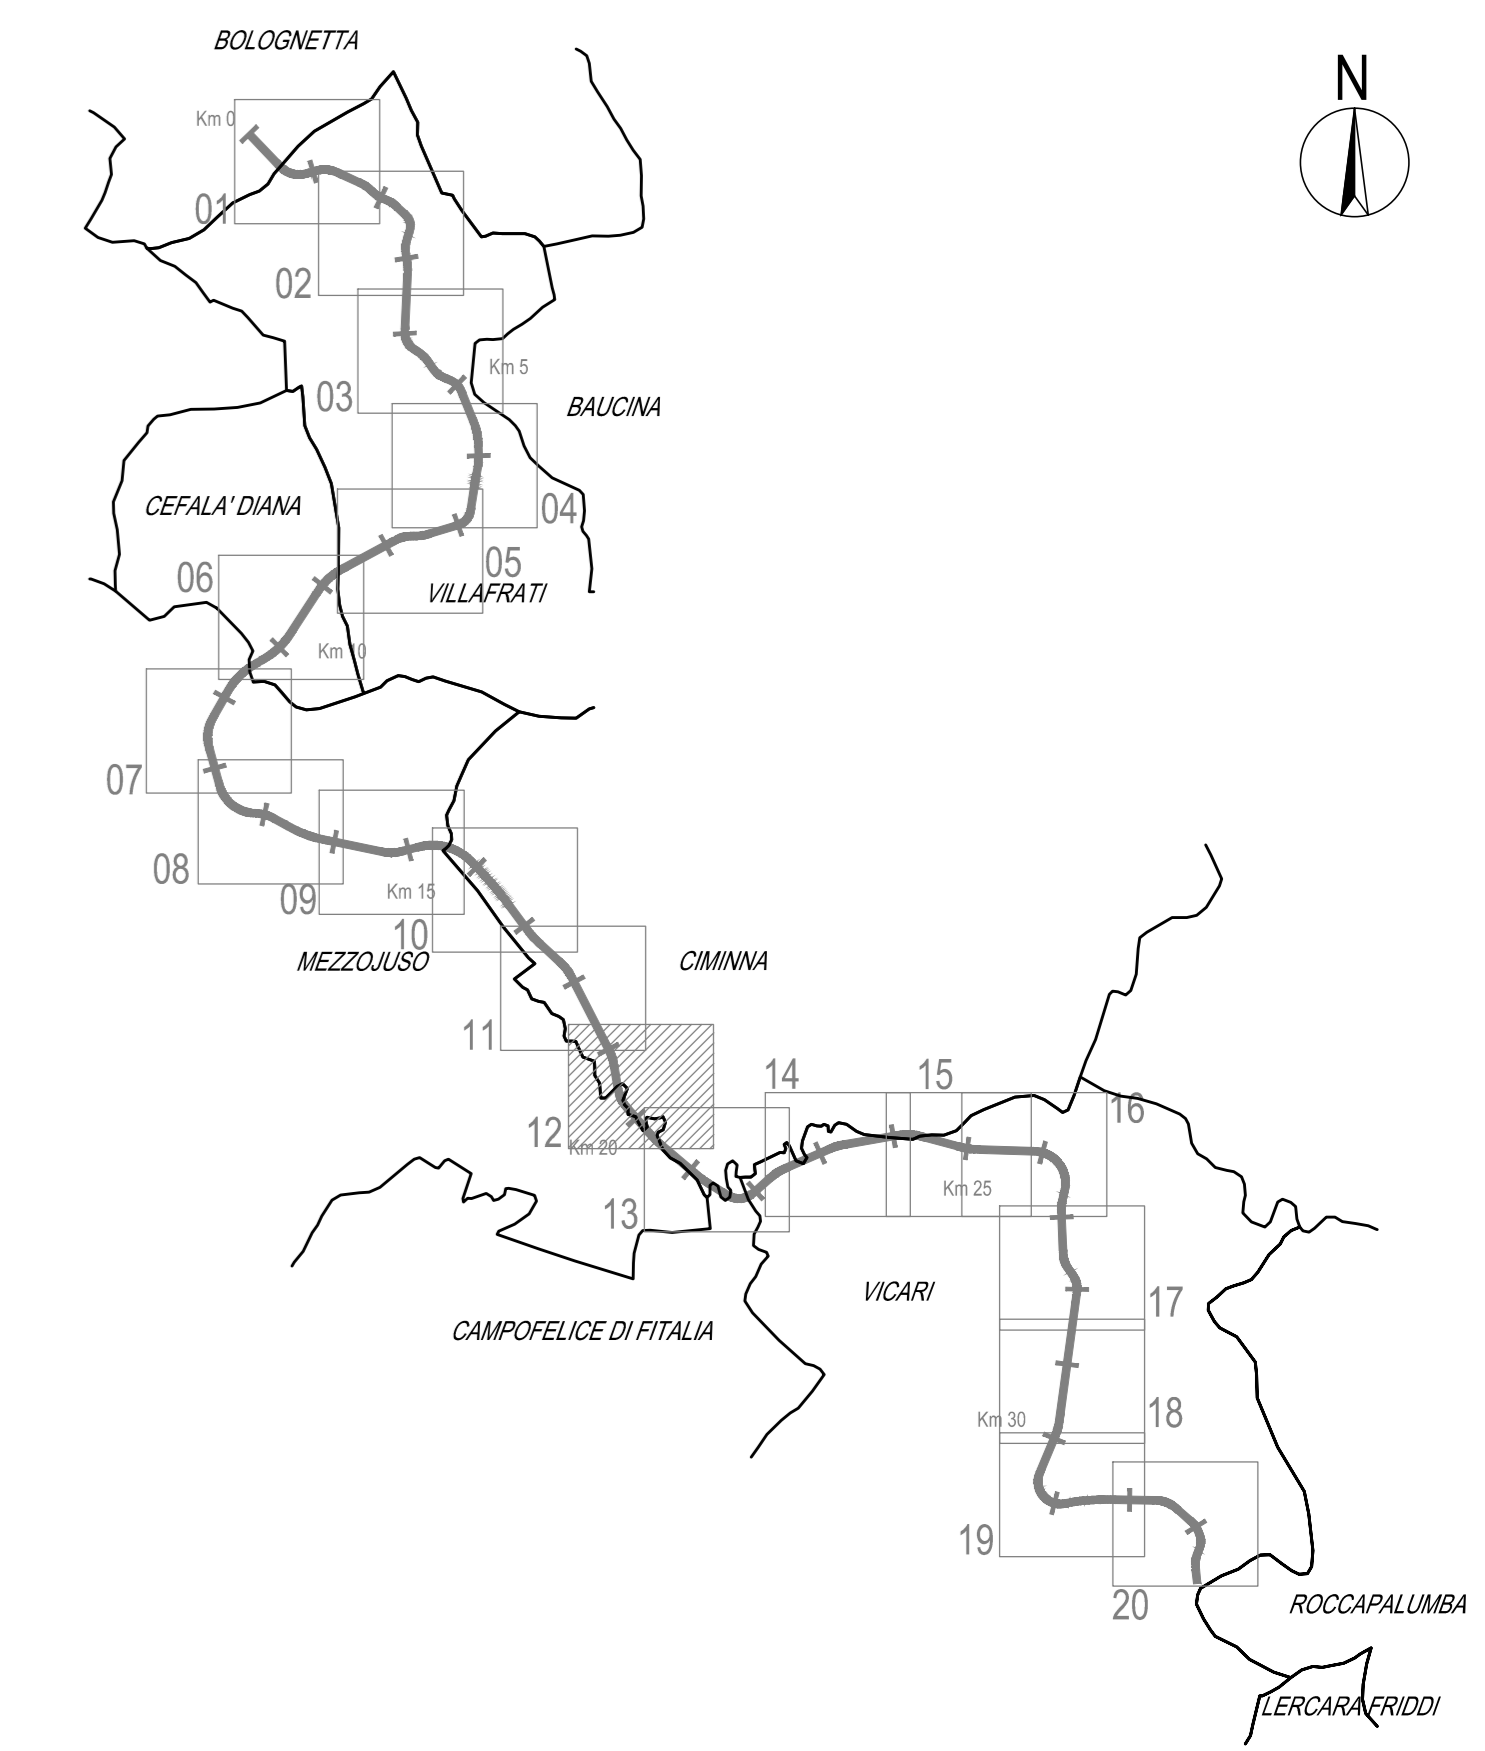 BOLOGNETTA
N
Km 0
01
02
Km 5
03
BAUCINA
CEFALA' DIANA
04
05
06
VILLAFRATI
Km 10
07
08
Km 15
09
10
MEZZOJUSO
CIMINNA
11
14
15
16
12
Km 20
Km 25
13
VICARI
17
CAMPOFELICE DI FITALIA
18
Km 30
19
20
ROCCAPALUMBA
LERCARA FRIDDI